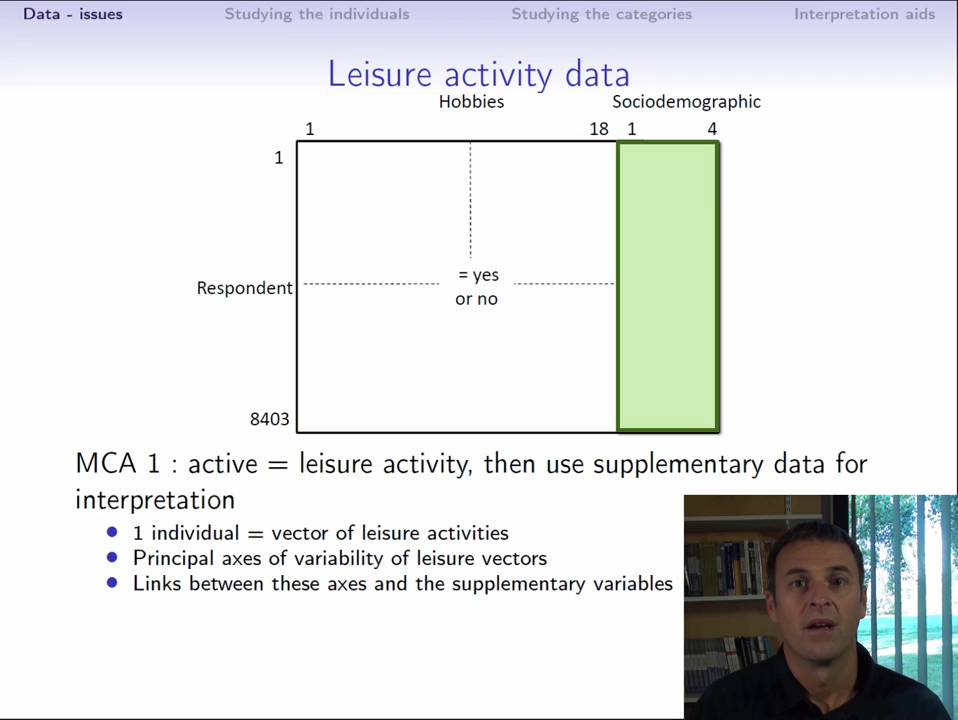 Data - issues Studying the individuals Studying the categories Interpretation aids
Leisure activity data
Hobbies Sociodemographic
1 18 1 4
1
= yes
Respondent
or no
8403
MCA 1 : active = leisure activity, then use supplementary data for
interpretation
1 individual = vector of leisure activities
Principal axes of variability of leisure vectors
Links between these axes and the supplementary variables